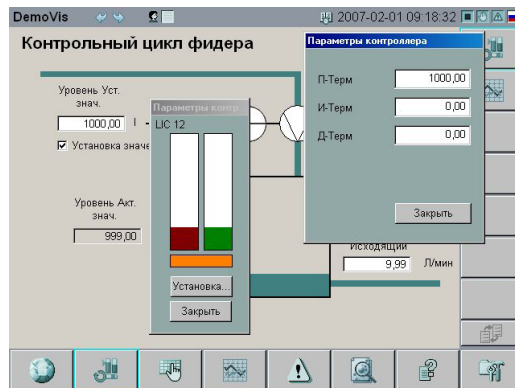 DemoVis
2007-02-01 09:18:32
Контрольный цикл фидера
Параметры контроллера
П-Терм 1000,00
И-Терм 0,00
Д-Терм 0,00
Закрыть
Уровень Уст.
знач.
1000,00
Установка значе
Параметры контр
LIC 12
Установка...
Закрыть
Уровень Акт.
знач.
999,00
Исходящий
9,99 Л/мин